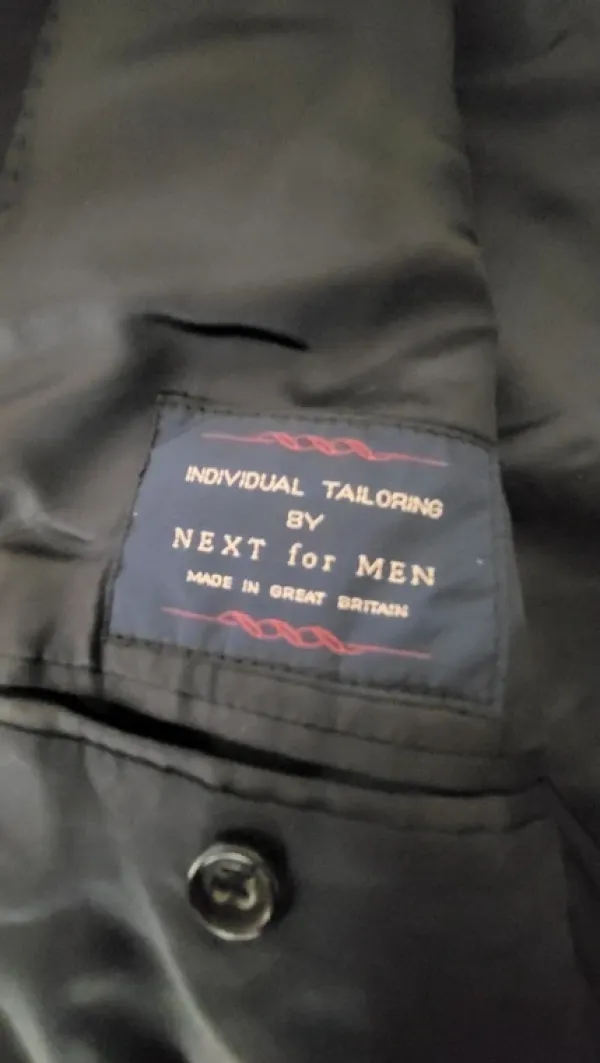 INDIVIDUAL TAILORING
BY
NEXT for MEN
MADE IN GREAT BRITAIN